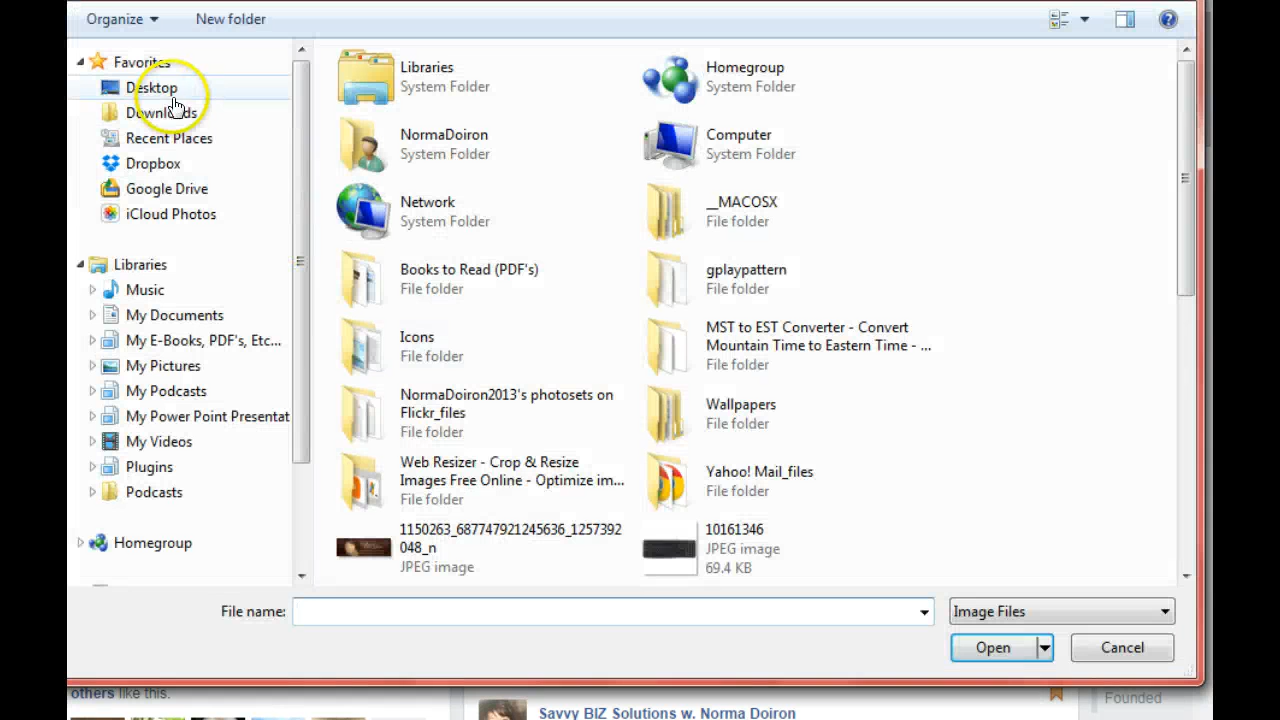 Organize
New folder
Favorites
Desktop
Downloads
Recent Places
Dropbox
Google Drive
iCloud Photos
Libraries
Music
My Documents
My E-Books, PDF's, Etc...
My Pictures
My Podcasts
My Power Point Presentat
My Videos
Plugins
Podcasts
Homegroup
Libraries
System Folder
Homegroup
System Folder
NormaDoiron
System Folder
Computer
System Folder
Network
System Folder
__MACOSX
File folder
Books to Read (PDF's)
File folder
gplaypattern
File folder
Icons
File folder
MST to EST Converter - Convert
Mountain Time to Eastern Time - ...
File folder
NormaDoiron2013's photosets on
Flickr_files
File folder
Wallpapers
File folder
Web Resizer - Crop & Resize
Images Free Online - Optimize im...
File folder
Yahoo! Mail_files
File folder
1150263_687747921245636_1257392
048_n
JPEG image
10161346
JPEG image
69.4 KB
File name:
Image Files
Open
Cancel
others like this.
Savvy BIZ Solutions w. Norma Doiron
Founded